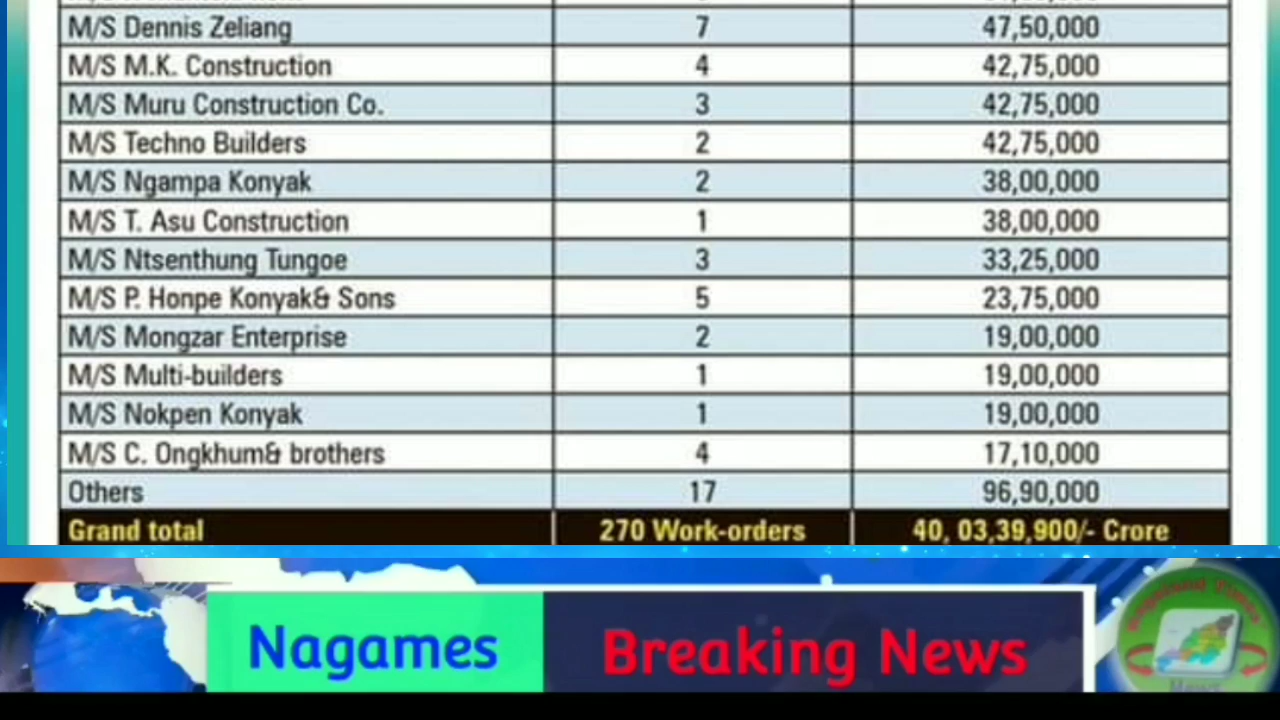 M/S Dennis Zeliang 7 47,50,000
M/S M.K. Construction 4 42,75,000
M/S Muru Construction Co. 3 42,75,000
M/S Techno Builders 2 42,75,000
M/S Ngampa Konyak 2 38,00,000
M/S T. Asu Construction 1 38,00,000
M/S Ntsenthung Tungoe 3 33,25,000
M/S P. Honpe Konyak& Sons 5 23,75,000
M/S Mongzar Enterprise 2 19,00,000
M/S Multi-builders 1 19,00,000
M/S Nokpen Konyak 1 19,00,000
M/S C. Ongkhum& brothers 4 17,10,000
Others 17 96,90,000
Grand total 270 Work-orders 40, 03,39,900/- Crore
Nagames Breaking News
Nagaland Times
News